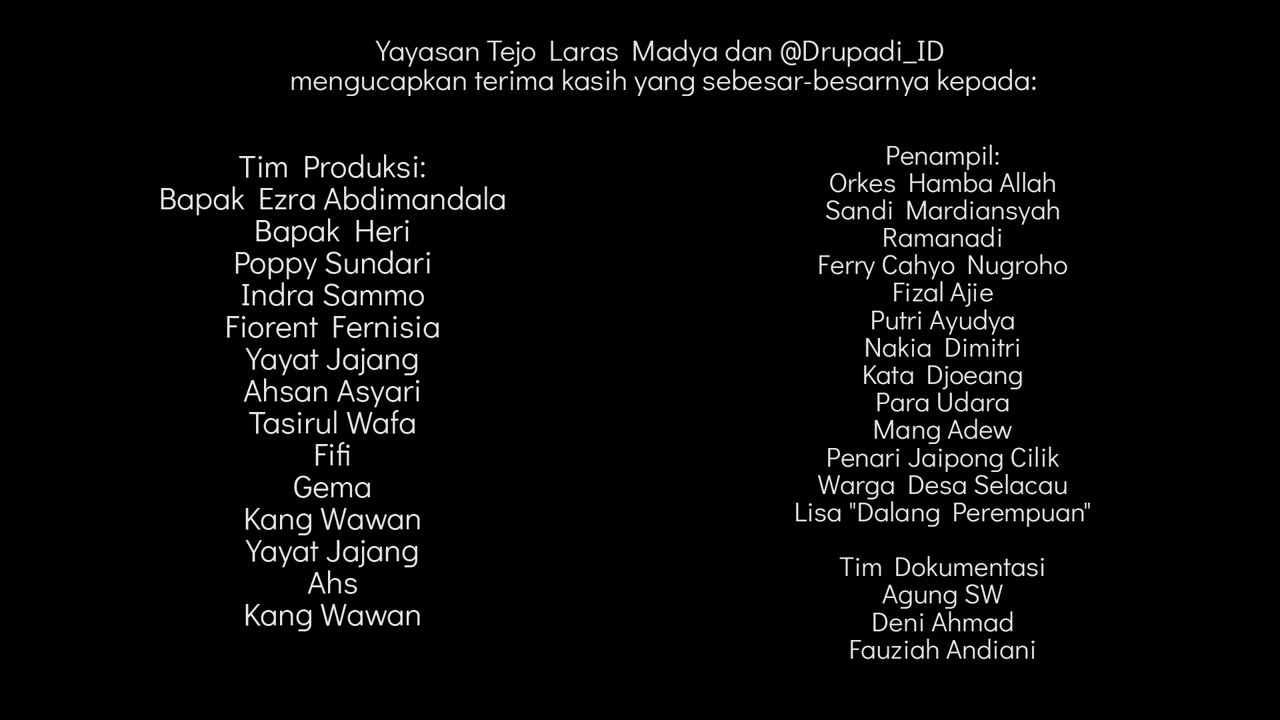 Yayasan Tejo Laras Madya dan @Drupadi_ID
mengucapkan terima kasih yang sebesar-besarnya kepada:
Tim Produksi:
Bapak Ezra Abdimandala
Bapak Heri
Poppy Sundari
Indra Sammo
Fiorent Fernisia
Yayat Jajang
Ahsan Asyari
Tasirul Wafa
Fifi
Gema
Kang Wawan
Yayat Jajang
Ahs
Kang Wawan
Penampil:
Orkes Hamba Allah
Sandi Mardiansyah
Ramanadi
Ferry Cahyo Nugroho
Fizal Ajie
Putri Ayudya
Nakia Dimitri
Kata Djoeang
Para Udara
Mang Adew
Penari Jaipong Cilik
Warga Desa Selacau
Lisa "Dalang Perempuan"
Tim Dokumentasi
Agung SW
Deni Ahmad
Fauziah Andiani